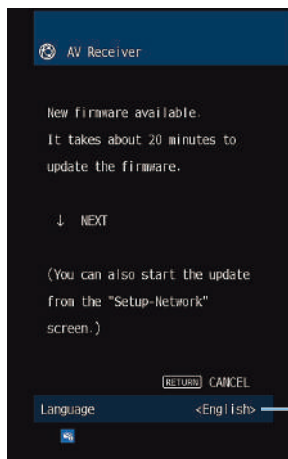 AV Receiver
New firmware available.
It takes about 20 minutes to
update the firmware.
↓ NEXT
(You can also start the update
from the "Setup-Network"
screen.)
RETURN CANCEL
Language <English>